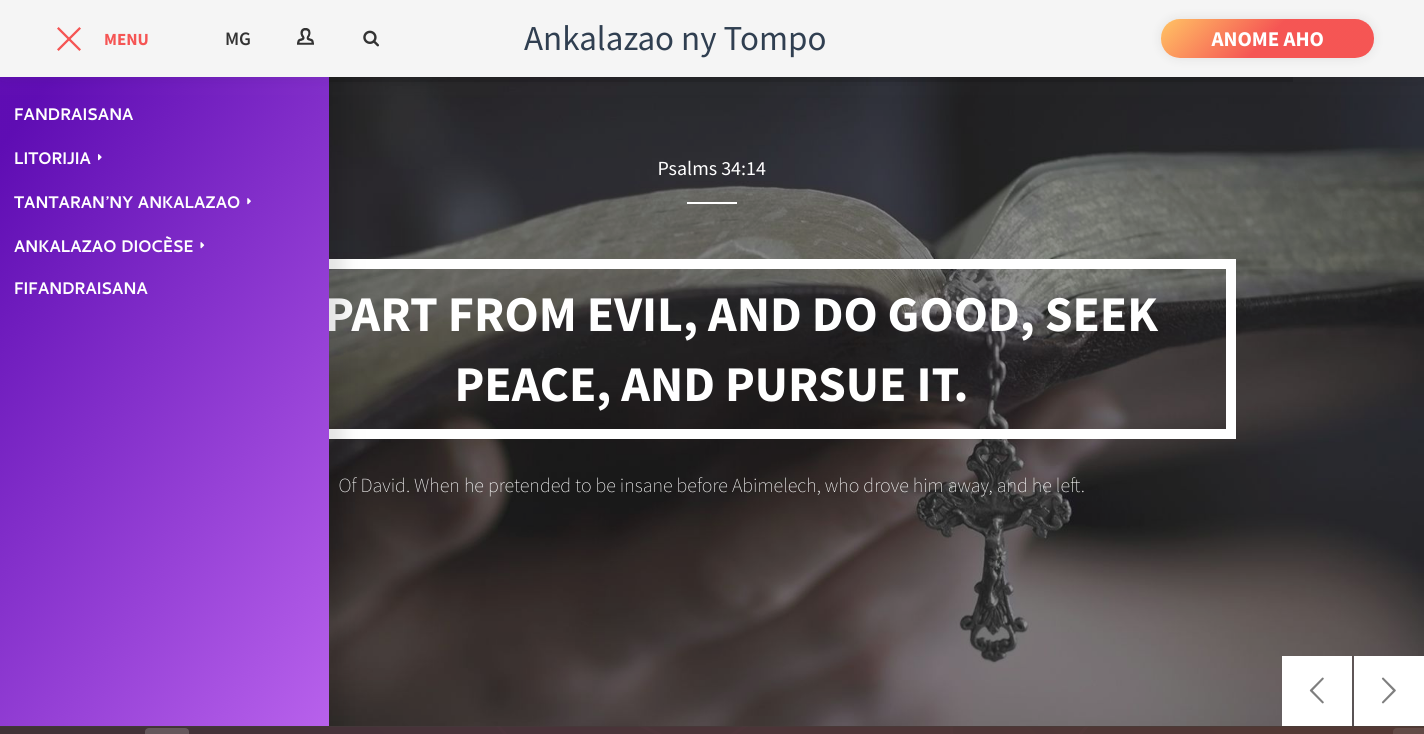 MENU
MG
Ankalazao ny Tompo
ANOME AHO
FANDRAISANA
LITORIJIA
TANTARAN’NY ANKALAZAO
ANKALAZAO DIOCÈSE
FIFANDRAISANA
Psalms 34:14
PART FROM EVIL, AND DO GOOD, SEEK
PEACE, AND PURSUE IT.
Of David. When he pretended to be insane before Abimelech, who drove him away, and he left.